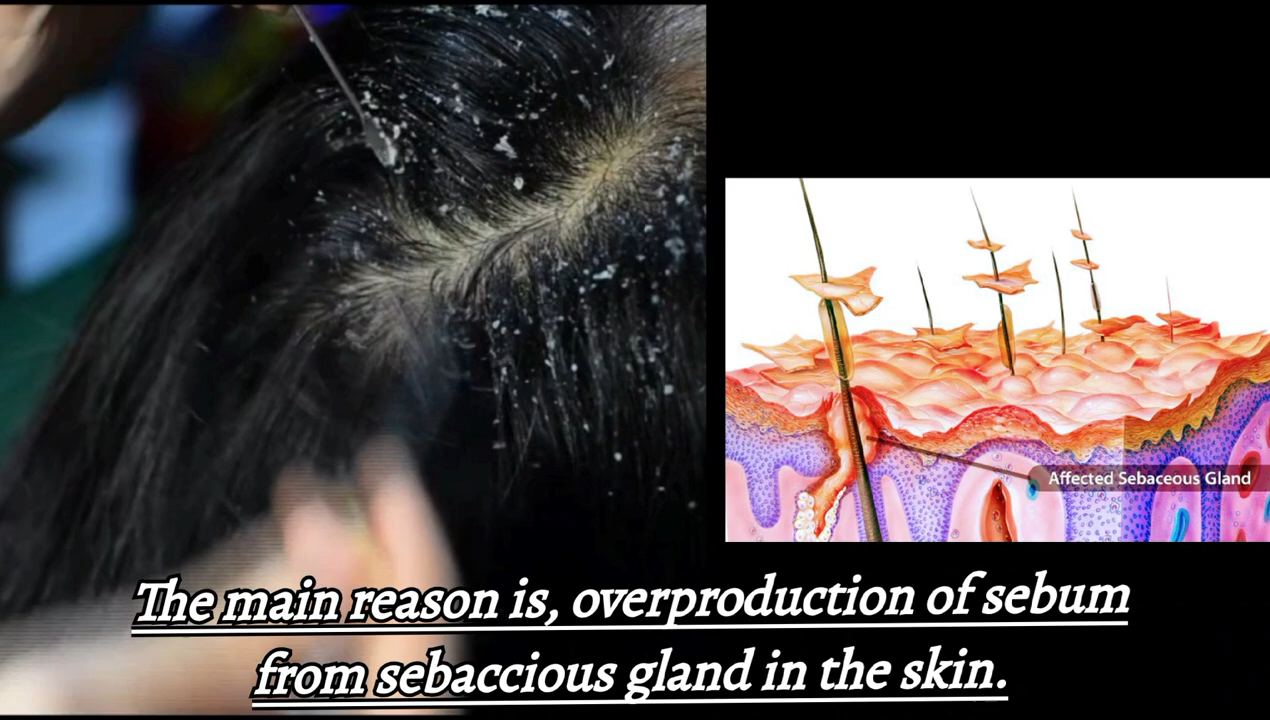 Affected Sebaceous Gland
The main reason is, overproduction of sebum
from sebaccious gland in the skin.